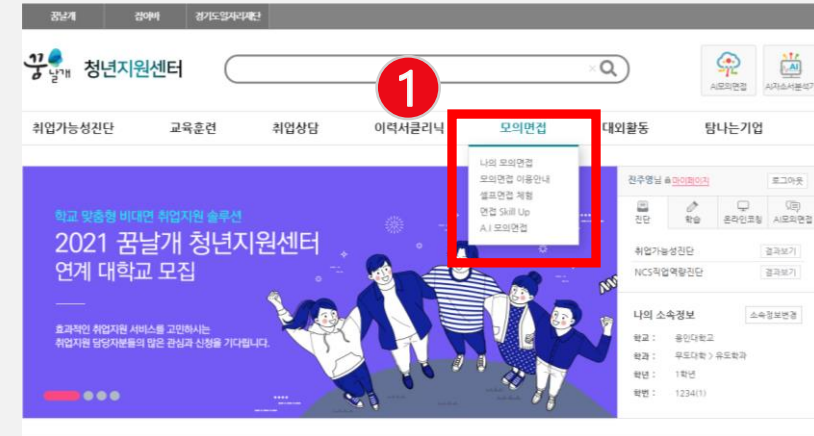 꿈날개 잡아바 경기도일자리재단
꿈날개 청년지원센터
AI모의면접 AI자소서분석기
1
취업가능성진단 교육훈련 취업상담 이력서클리닉 모의면접 대외활동 탐나는기업
나의 모의면접
모의면접 이용안내
셀프면접 체험
면접 Skill Up
A.I 모의면접
학교 맞춤형 비대면 취업지원 솔루션
2021 꿈날개 청년지원센터
연계 대학교 모집
효과적인 취업지원 서비스를 고민하시는
취업지원 담당자분들의 많은 관심과 신청을 기다립니다.
전주영님 마이페이지 로그아웃
진단 학습 온라인코칭 AI모의면접
취업가능성진단 결과보기
NCS직업역량진단 결과보기
나의 소속정보 소속정보변경
학교 : 용인대학교
학과 : 무도대학 > 유도학과
학년 : 1학년
학번 : 1234(1)